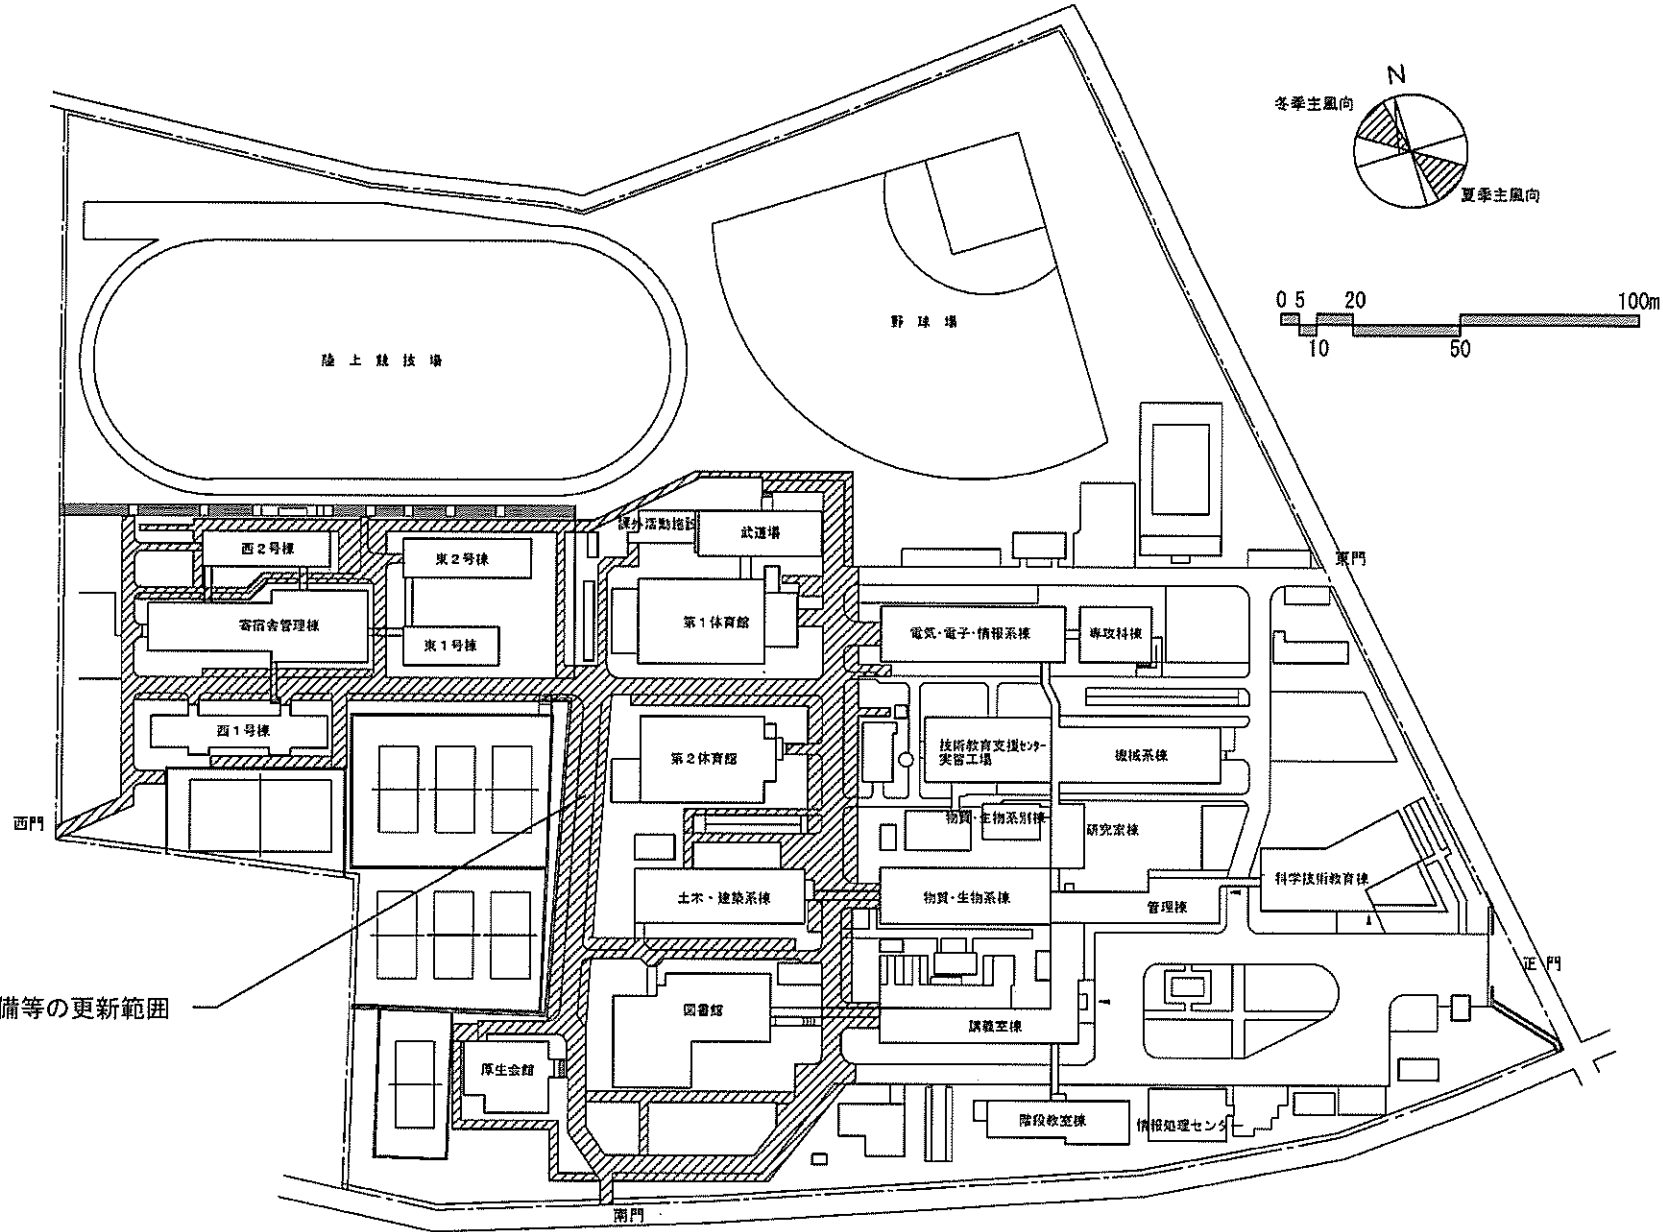 N
冬季主風向
夏季主風向
0 5 20 100m
10 50
野球場
陸上競技場
課外活動施設
武道場
西2号棟
東2号棟
東門
寄宿舎管理棟
東1号棟
第1体育館
電気・電子・情報系棟
専攻科棟
西1号棟
第2体育館
技術教育支援センター
実習工場
機械系棟
西門
物質・生物系別棟
研究室棟
土木・建築系棟
物質・生物系棟
管理棟
科学技術教育棟
正門
備等の更新範囲
図書館
講義室棟
厚生会館
階段教室棟
情報処理センター
南門